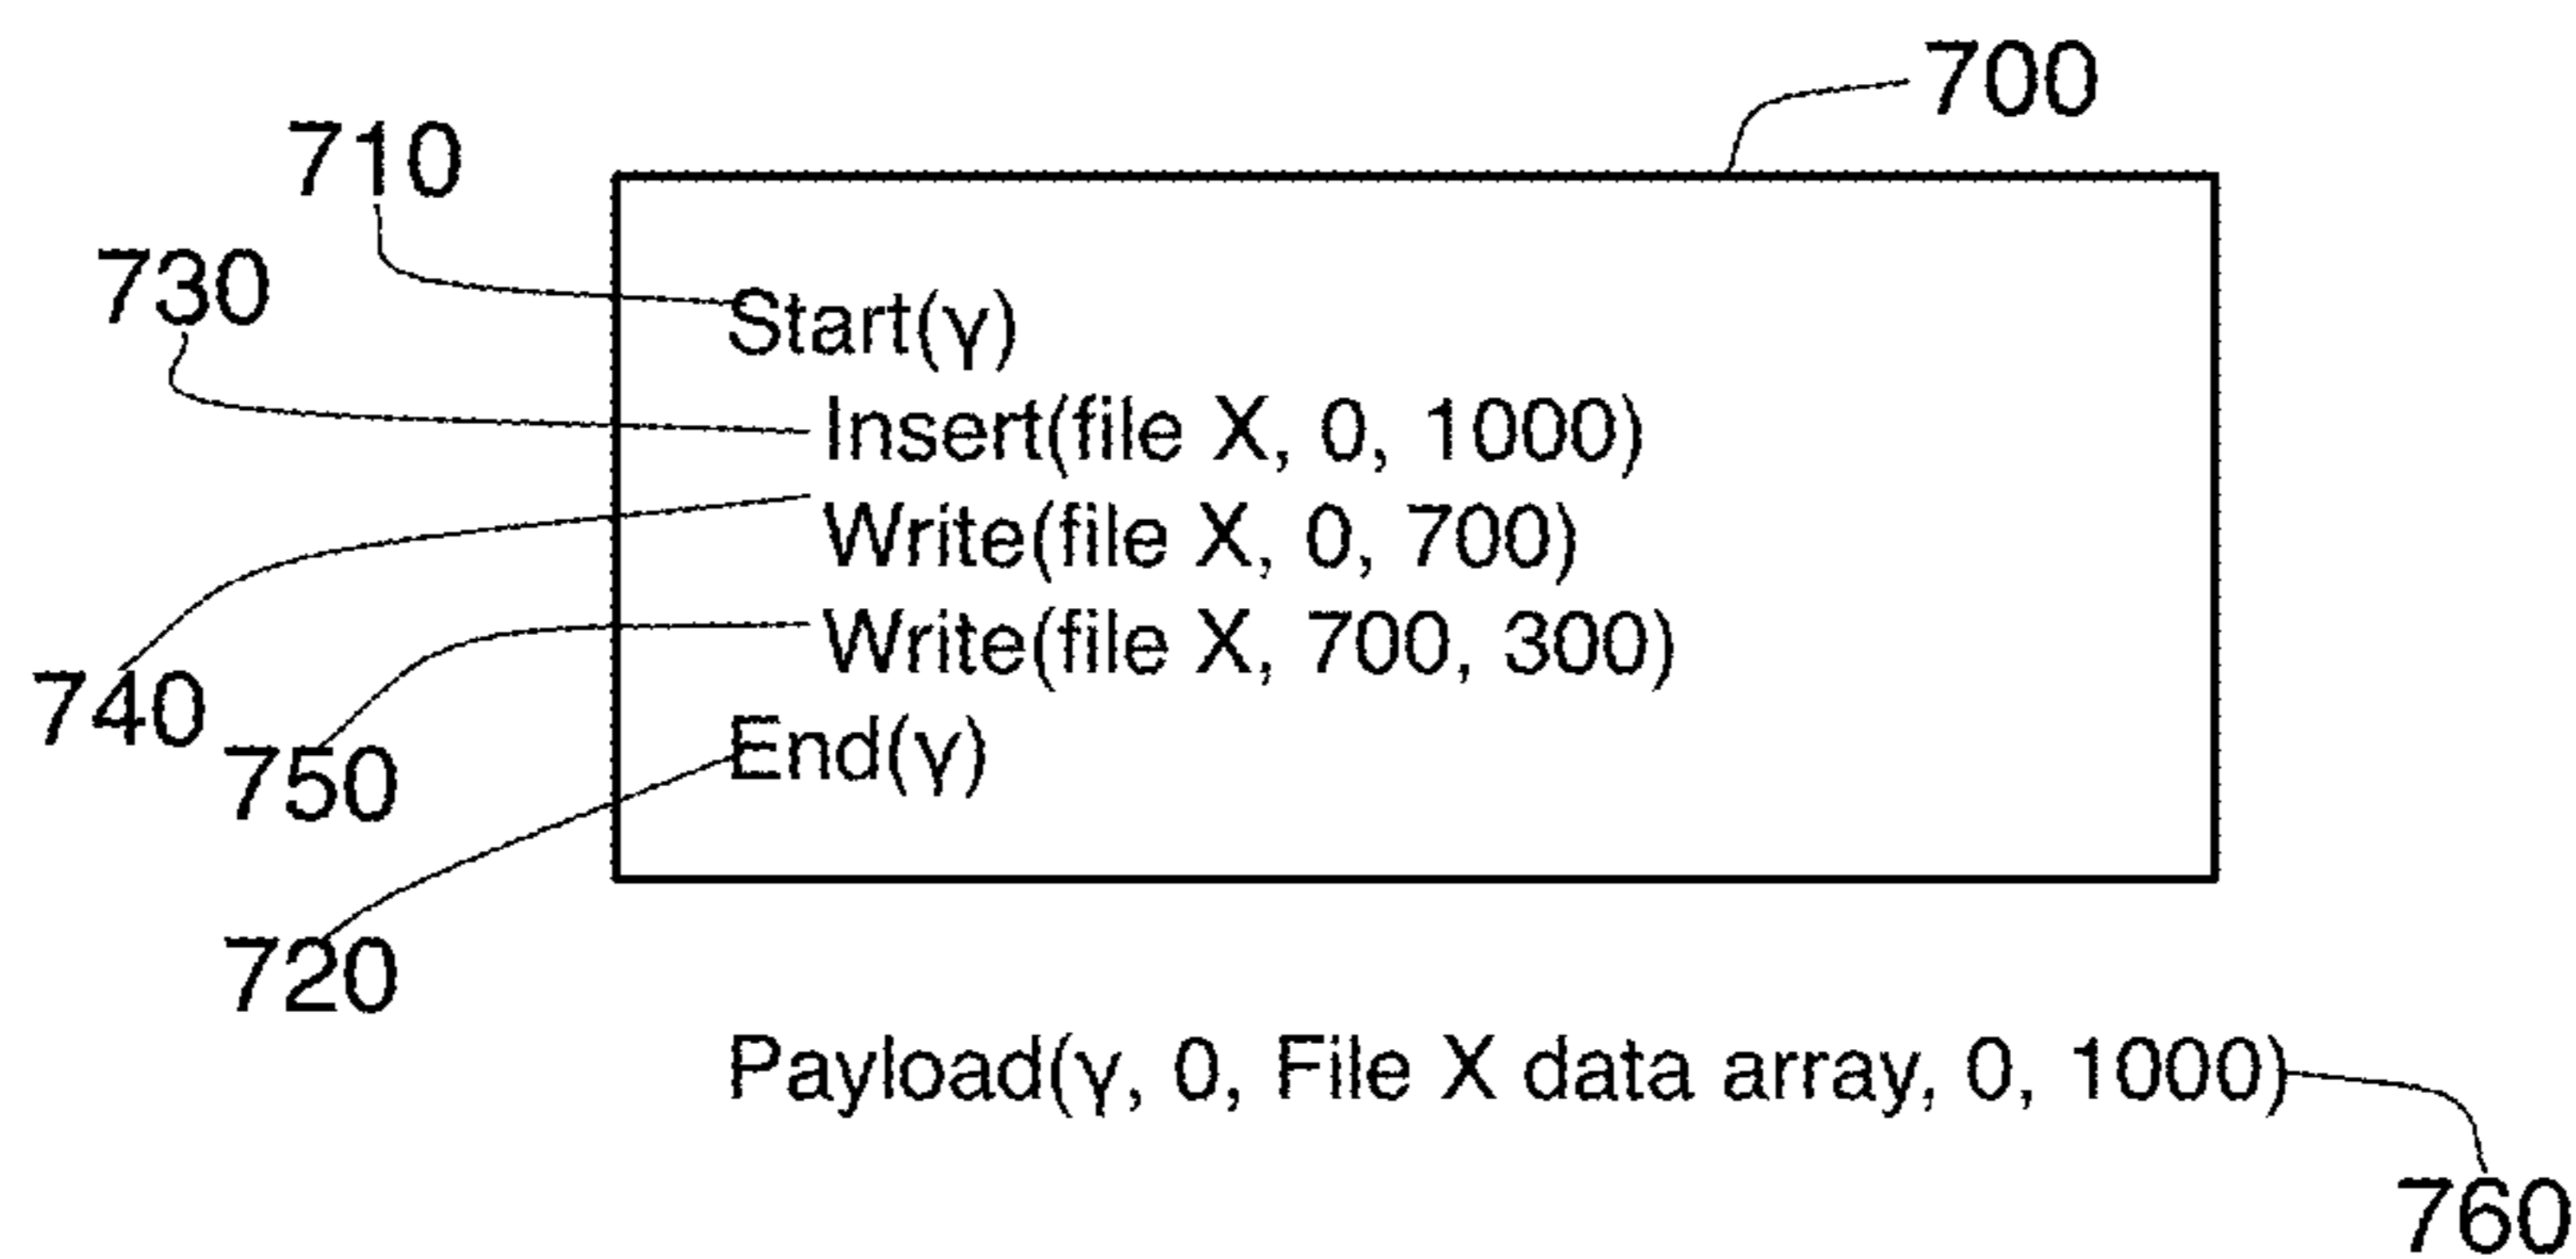 700
710
730
Start(γ)
Insert(file X, 0, 1000)
Write(file X, 0, 700)
Write(file X, 700, 300)
740
750
End(γ)
720
Payload(γ, 0, File X data array, 0, 1000)
760